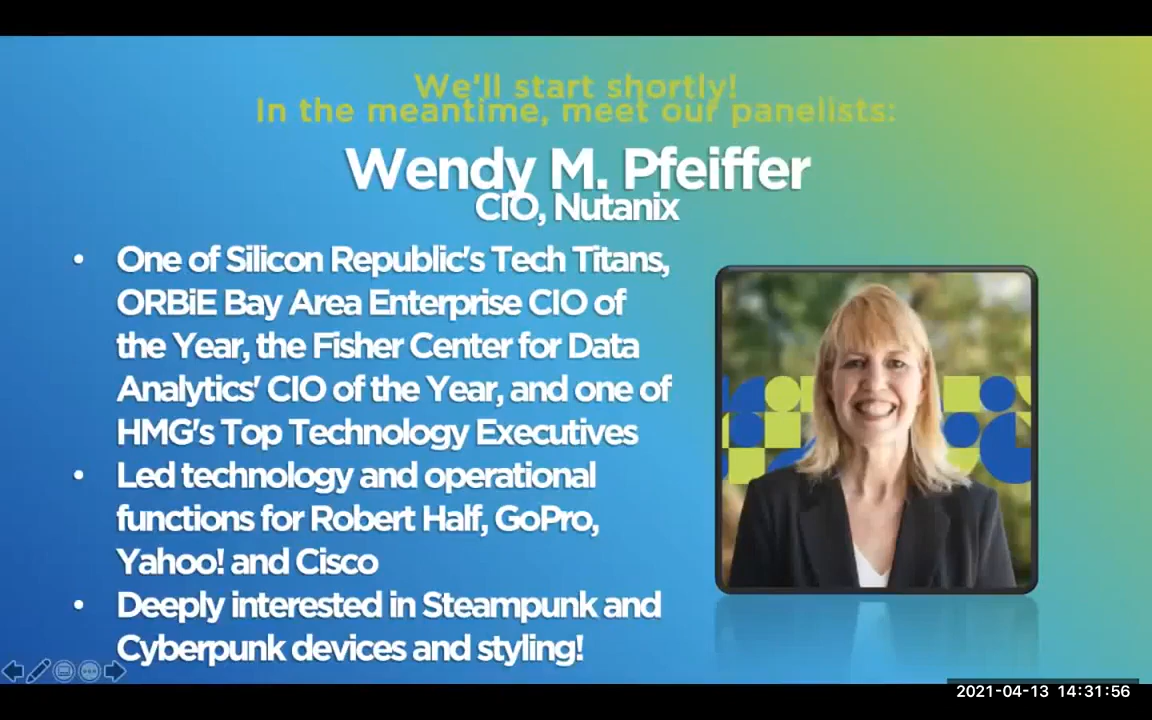 We'll start shortly!
In the meantime, meet our panelists:
Wendy M. Pfeiffer
CIO, Nutanix
• One of Silicon Republic's Tech Titans,
ORBiE Bay Area Enterprise CIO of
the Year, the Fisher Center for Data
Analytics' CIO of the Year, and one of
HMG's Top Technology Executives
• Led technology and operational
functions for Robert Half, GoPro,
Yahoo! and Cisco
• Deeply interested in Steampunk and
Cyberpunk devices and styling!
2021-04-13 14:31:56